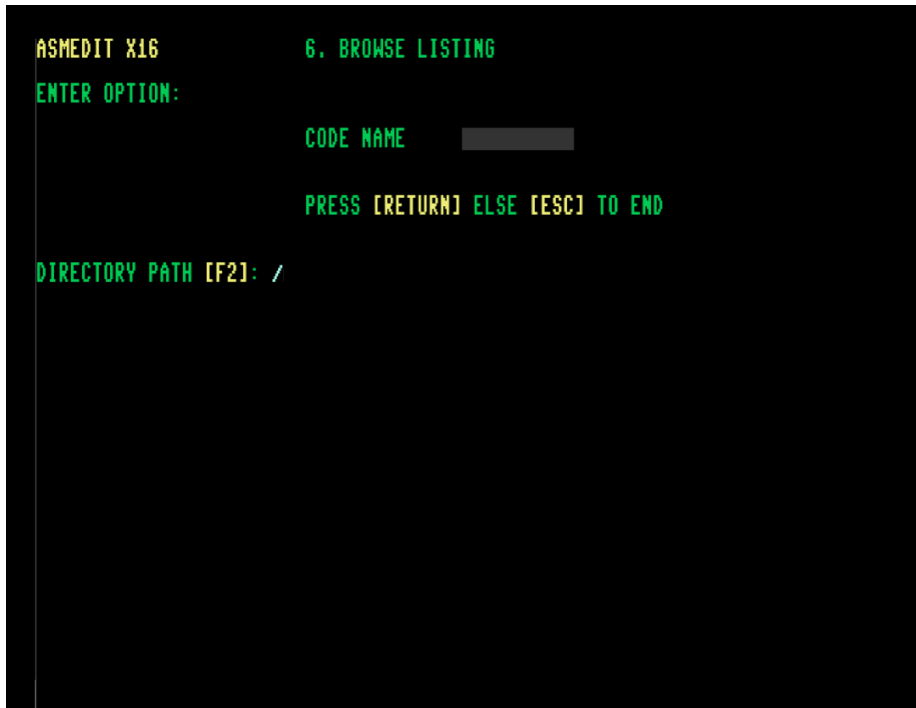 ASMEDIT X16 6. BROWSE LISTING
ENTER OPTION:
CODE NAME
PRESS [RETURN] ELSE [ESC] TO END
DIRECTORY PATH [F2]: /